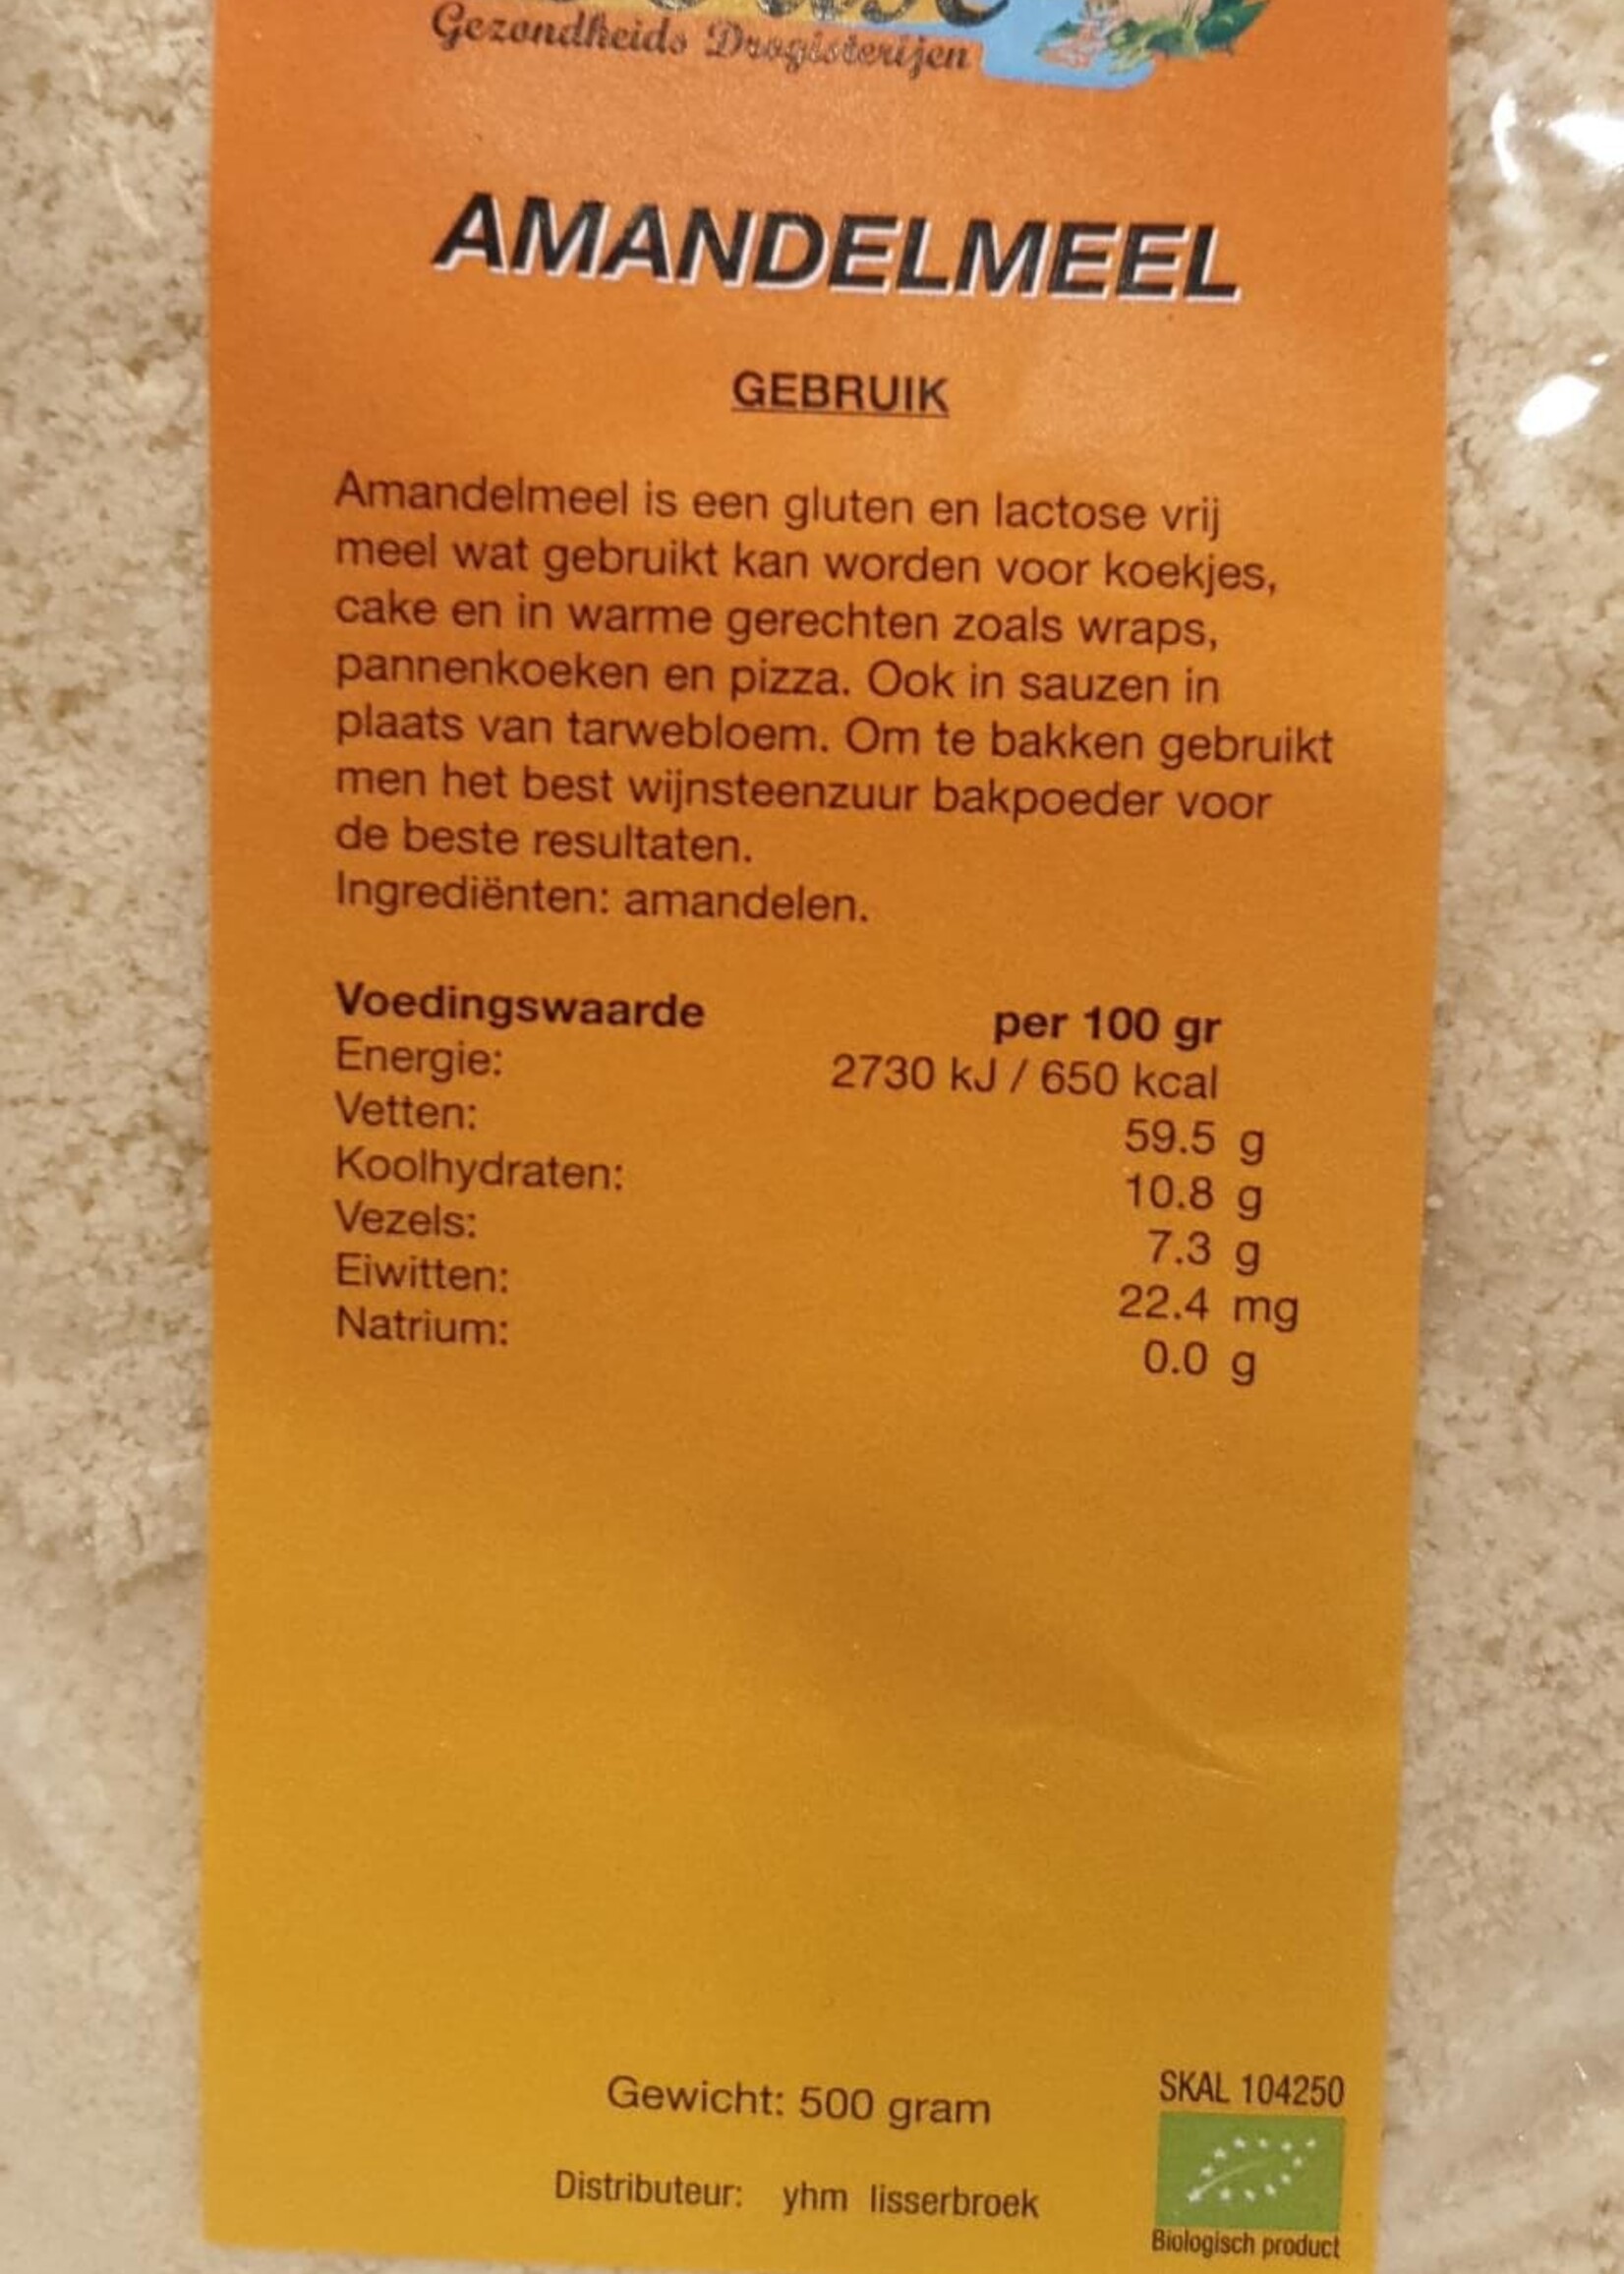 Gezondheids Drogisterijen
AMANDELMEEL
GEBRUIK
Amandelmeel is een gluten en lactose vrij
meel wat gebruikt kan worden voor koekjes,
cake en in warme gerechten zoals wraps,
pannenkoeken en pizza. Ook in sauzen in
plaats van tarwebloem. Om te bakken gebruikt
men het best wijnsteenzuur bakpoeder voor
de beste resultaten.
Ingrediënten: amandelen.
Voedingswaarde per 100 gr
Energie: 2730 kJ / 650 kcal
Vetten: 59.5 g
Koolhydraten: 10.8 g
Vezels: 7.3 g
Eiwitten: 22.4 mg
Natrium: 0.0 g
Gewicht: 500 gram
SKAL 104250
Distributeur: yhm lisserbroek
Biologisch product